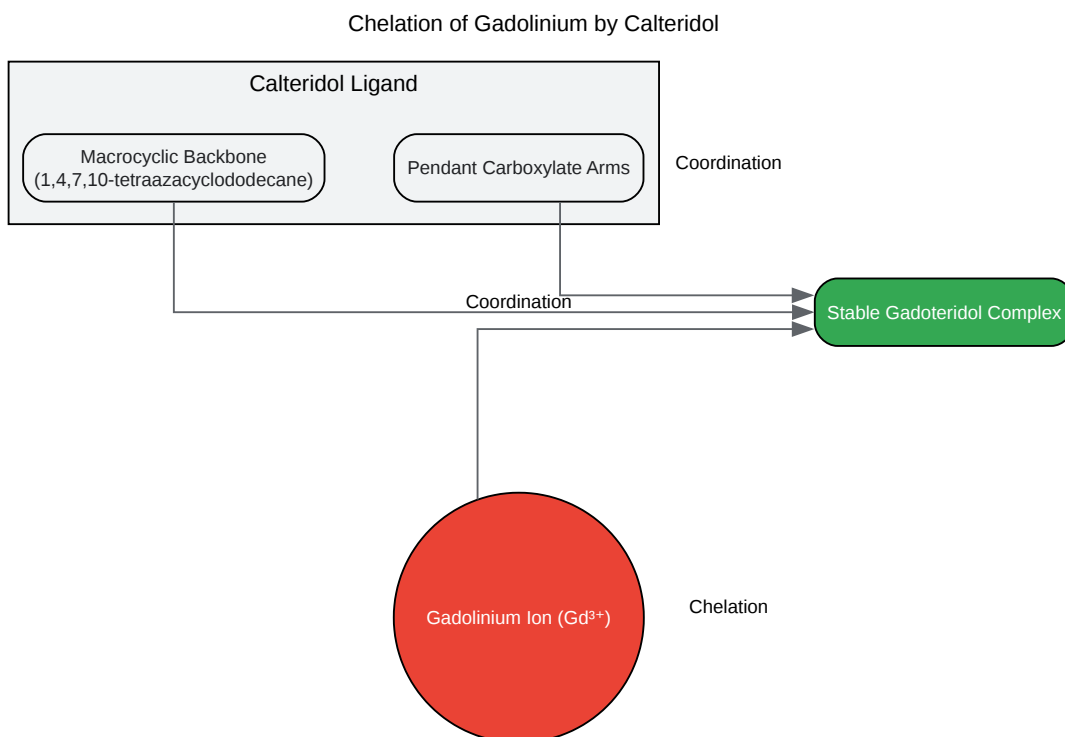 Chelation of Gadolinium by Calteridol
Calteridol Ligand
Macrocyclic Backbone
(1,4,7,10-tetraazacyclododecane)
Pendant Carboxylate Arms
Coordination
Coordination
Stable Gadoteridol Complex
Gadolinium Ion (Gd³⁺)
Chelation